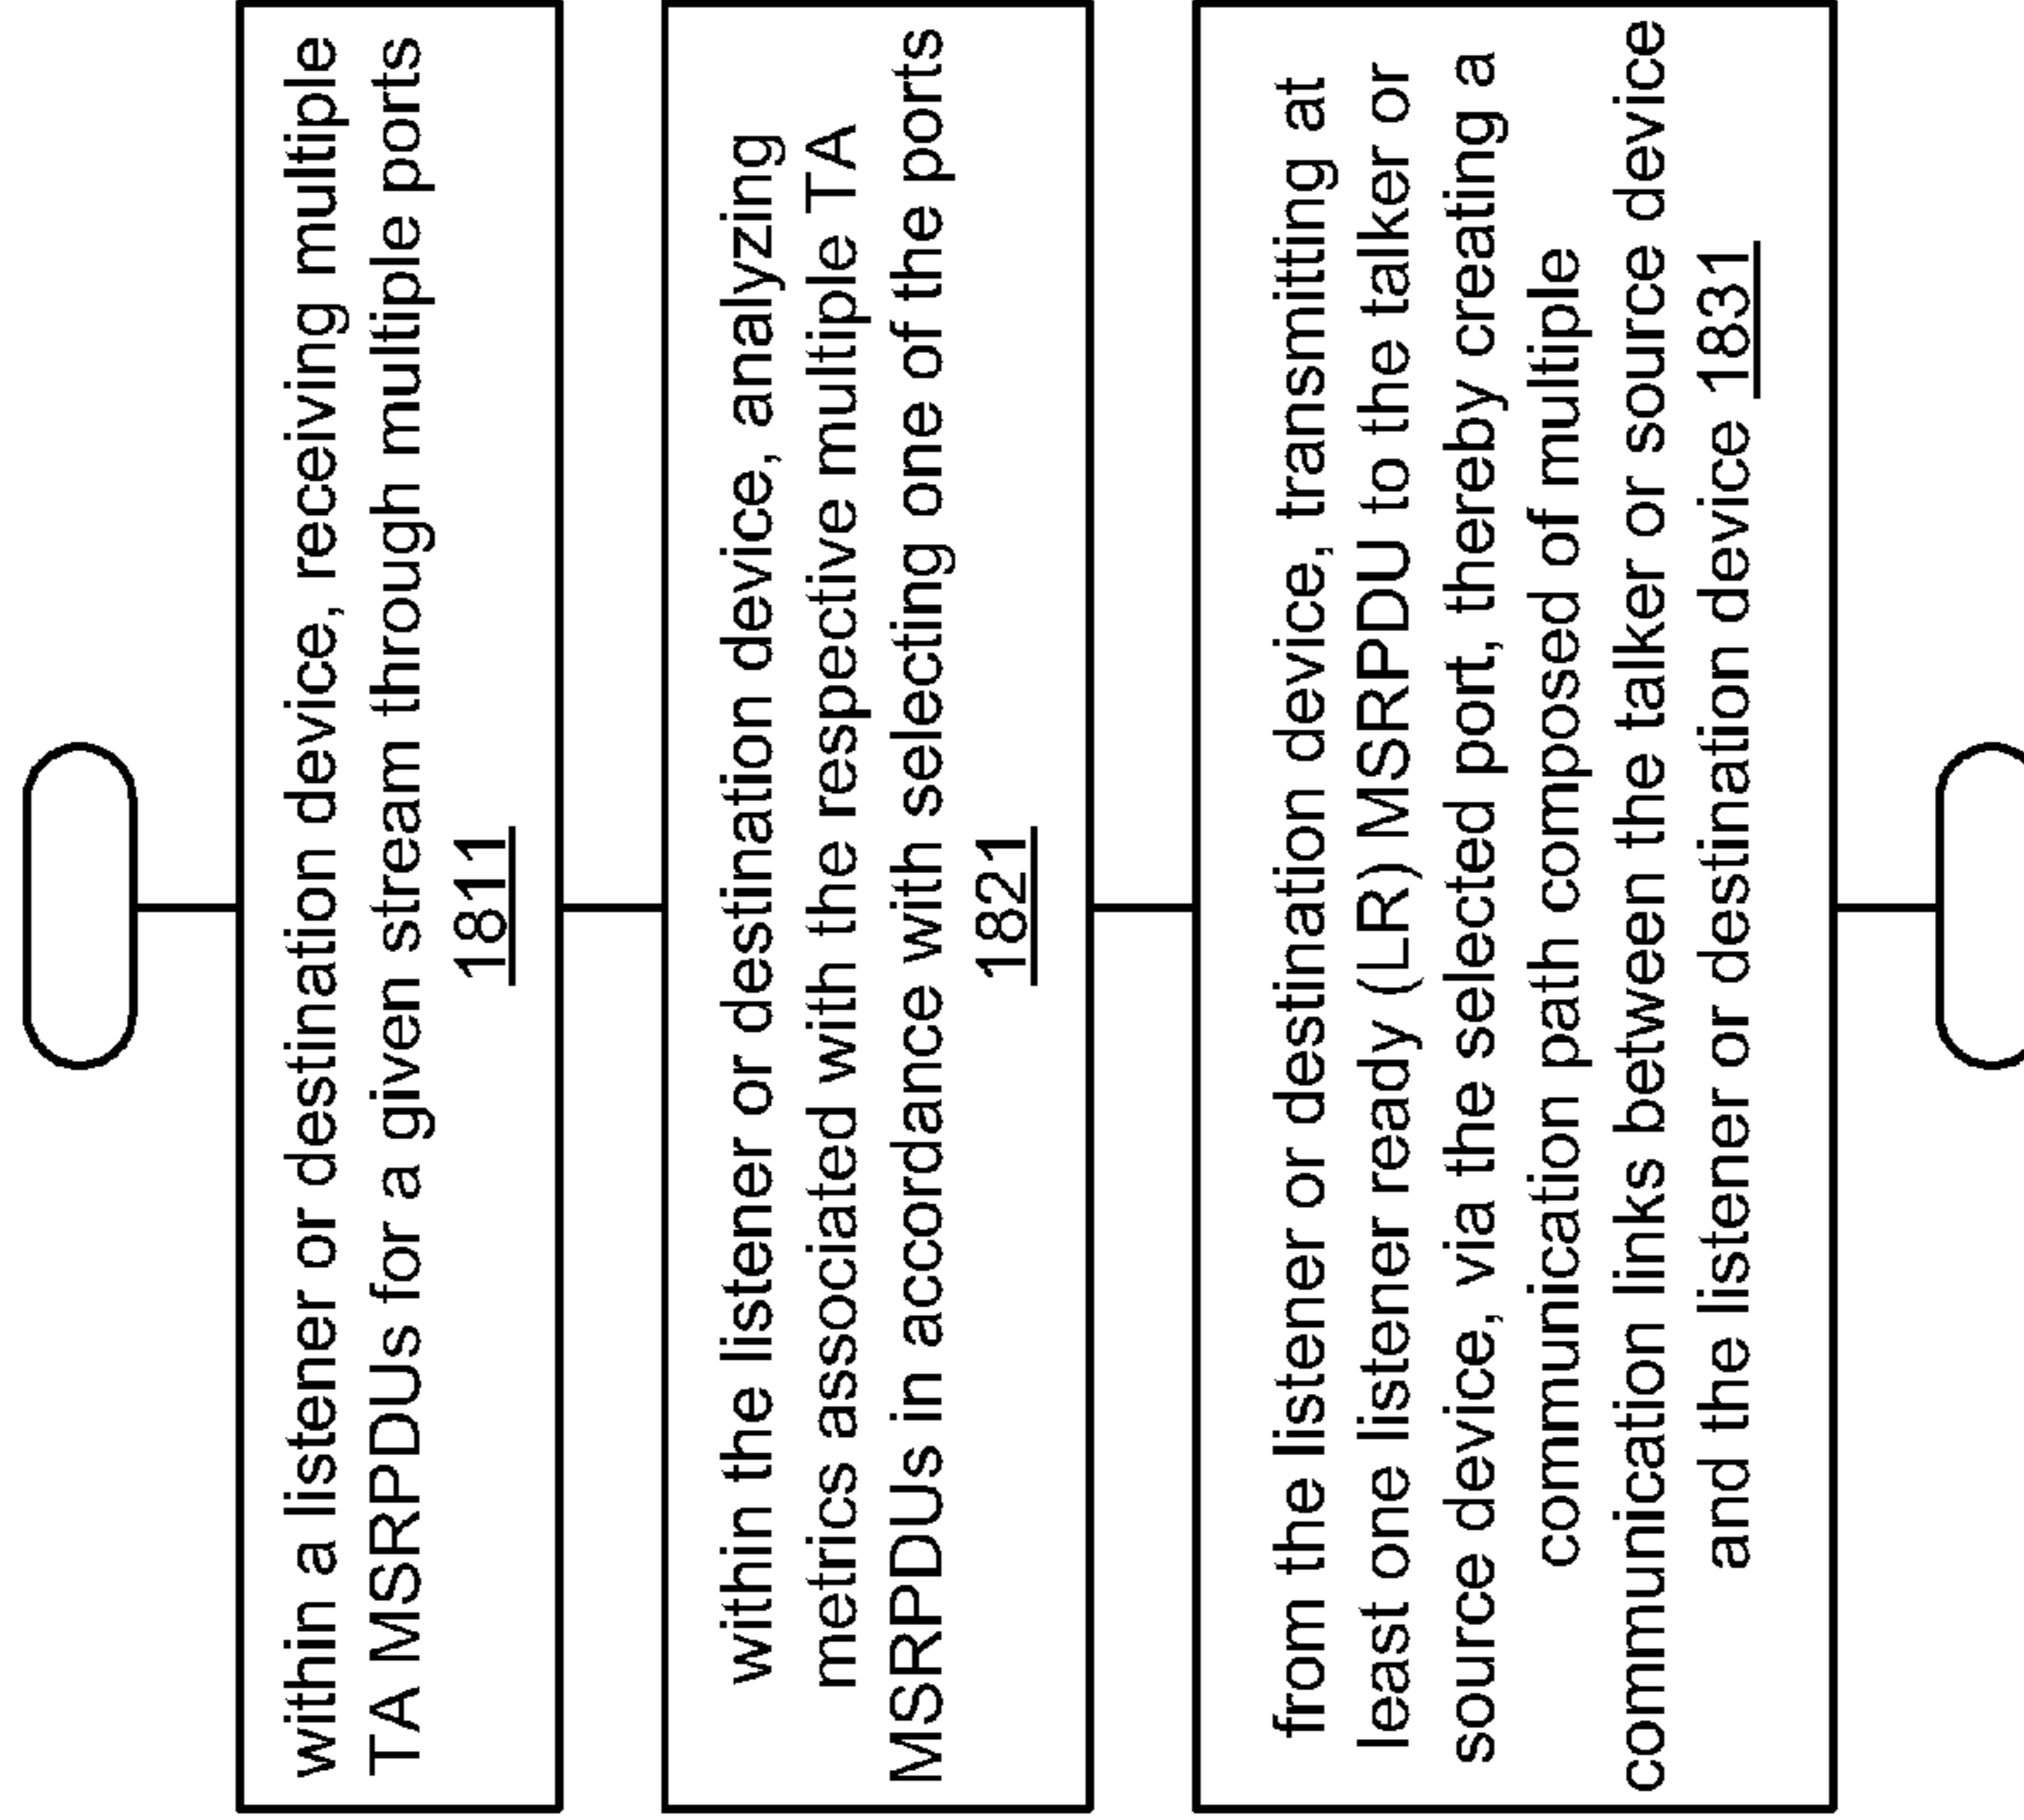 within a listener or destination device, receiving multiple
TA MSRPDUs for a given stream through multiple ports
1811
within the listener or destination device, analyzing
metrics associated with the respective multiple TA
MSRPDUs in accordance with selecting one of the ports
1821
from the listener or destination device, transmitting at
least one listener ready (LR) MSRPDU to the talker or
source device, via the selected port, thereby creating a
communication path composed of multiple
communication links between the talker or source device
and the listener or destination device 1831